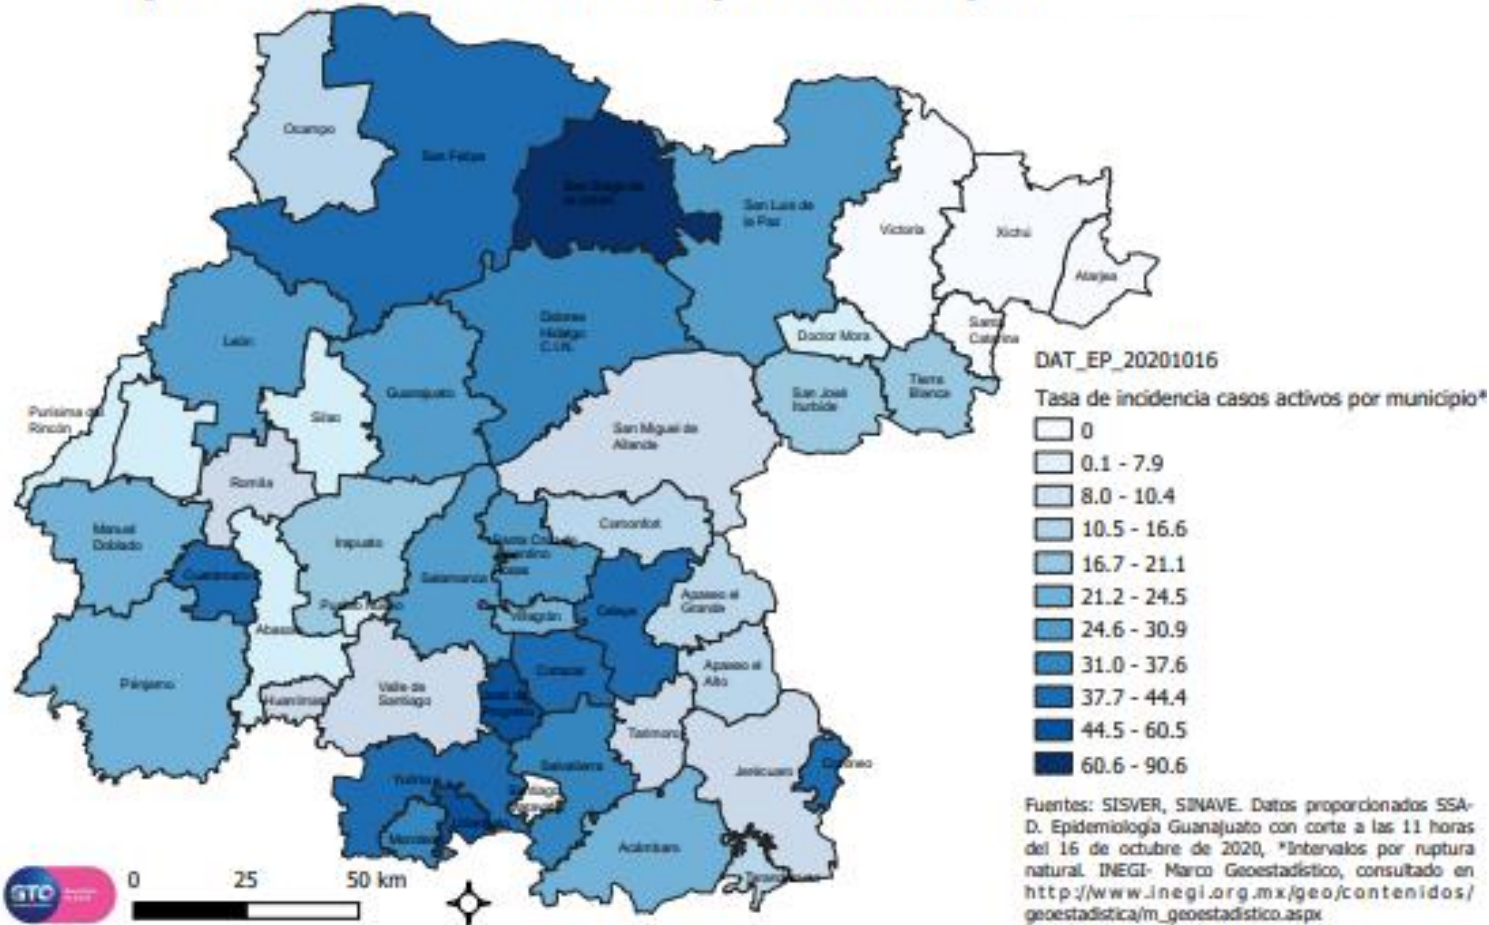 Ocampo
San Felipe
San Luis de
la Paz
Victoria
Xichú
Atarjea
León
Dolores
Hidalgo
C.I.N.
Doctor Mora
Santa
Catarina
Guanajuato
Silao
San José
Iturbide
Tierra
Blanca
Purísima del
Rincón
San Miguel de
Allende
Romita
Manuel
Doblado
Irapuato
Comonfort
Salamanca
Apaseo el
Grande
Celaya
Villagrán
Abasolo
Pénjamo
Huanímaro
Valle de
Santiago
Cortazar
Apaseo el
Alto
Tarimoro
Jerécuaro
Salvatierra
Yuriria
Acámbaro
DAT_EP_20201016
Tasa de incidencia casos activos por municipio*
0
0.1 - 7.9
8.0 - 10.4
10.5 - 16.6
16.7 - 21.1
21.2 - 24.5
24.6 - 30.9
31.0 - 37.6
37.7 - 44.4
44.5 - 60.5
60.6 - 90.6
Fuentes: SISVER, SINAVE. Datos proporcionados SSA-
D. Epidemiología Guanajuato con corte a las 11 horas
del 16 de octubre de 2020, *Intervalos por ruptura
natural. INEGI- Marco Geoestadístico, consultado en
http://www.inegi.org.mx/geo/contenidos/
geoestadistica/m_geoestadistico.aspx
GTO
0 25 50 km